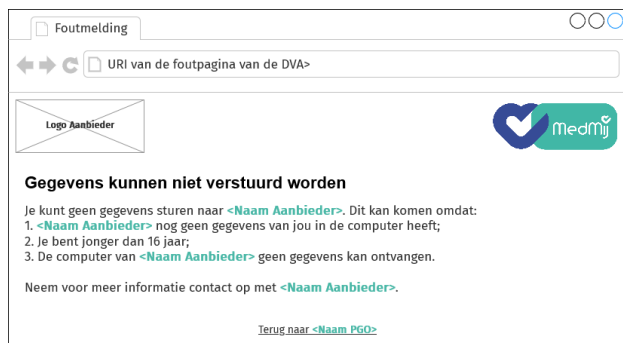 Foutmelding
URI van de foutpagina van de DVA>
Logo Aanbieder
MedMij
Gegevens kunnen niet verstuurd worden
Je kunt geen gegevens sturen naar <Naam Aanbieder>. Dit kan komen omdat:
1. <Naam Aanbieder> nog geen gegevens van jou in de computer heeft;
2. Je bent jonger dan 16 jaar;
3. De computer van <Naam Aanbieder> geen gegevens kan ontvangen.
Neem voor meer informatie contact op met <Naam Aanbieder>.
Terug naar <Naam PGO>